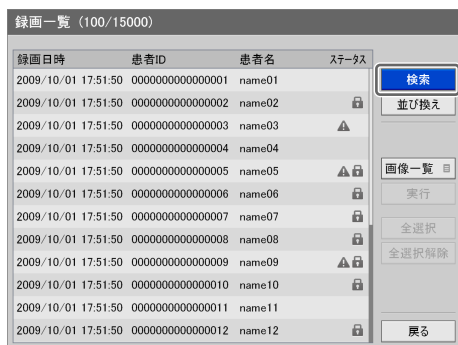 録画一覧 (100/15000)
録画日時 患者ID 患者名 ステータス
2009/10/01 17:51:50 0000000000000001 name01
2009/10/01 17:51:50 0000000000000002 name02
2009/10/01 17:51:50 0000000000000003 name03
2009/10/01 17:51:50 0000000000000004 name04
2009/10/01 17:51:50 0000000000000005 name05
2009/10/01 17:51:50 0000000000000006 name06
2009/10/01 17:51:50 0000000000000007 name07
2009/10/01 17:51:50 0000000000000008 name08
2009/10/01 17:51:50 0000000000000009 name09
2009/10/01 17:51:50 0000000000000010 name10
2009/10/01 17:51:50 0000000000000011 name11
2009/10/01 17:51:50 0000000000000012 name12
検索
並び換え
画像一覧
実行
全選択
全選択解除
戻る